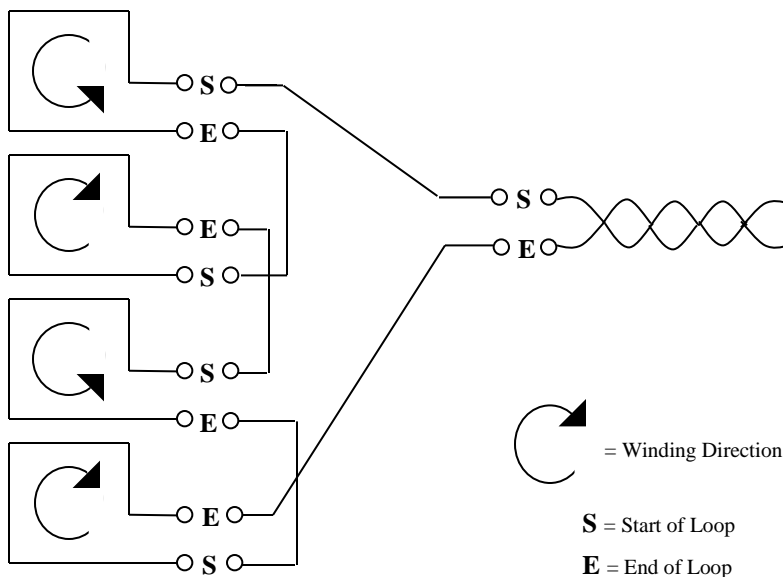 S
E
E
S
S
E
E
S
S
E
= Winding Direction
S = Start of Loop
E = End of Loop